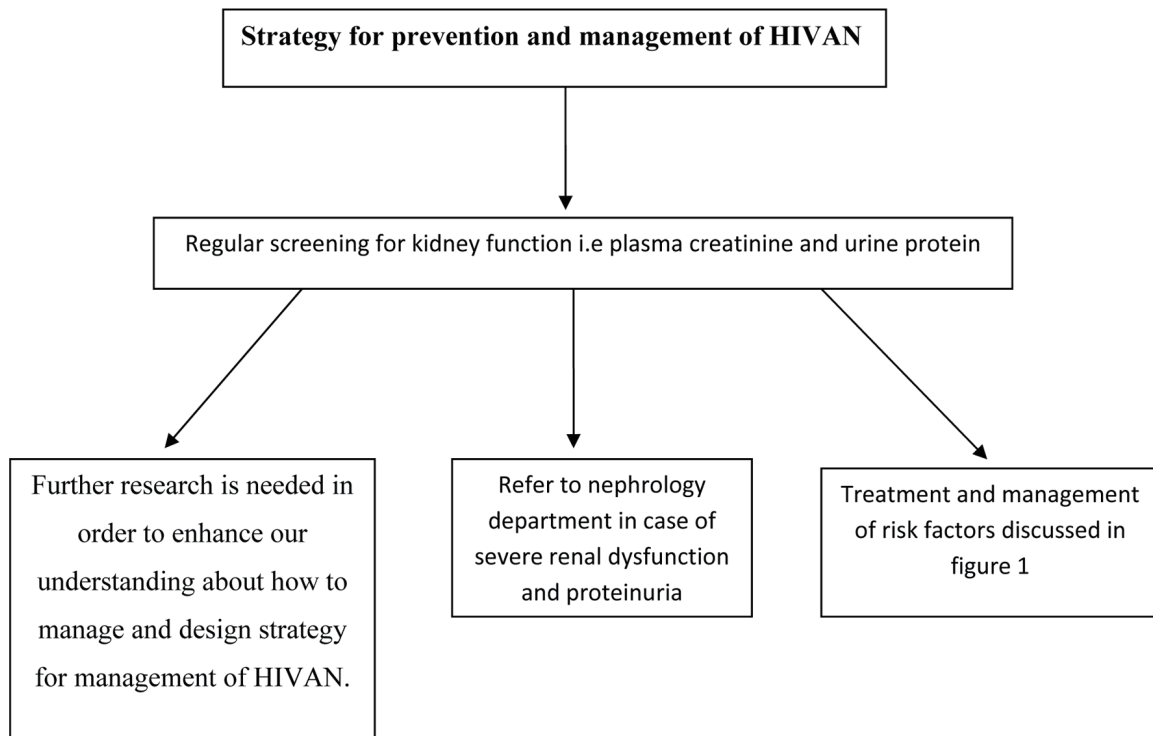 Strategy for prevention and management of HIVAN
Regular screening for kidney function i.e plasma creatinine and urine protein
Further research is needed in
order to enhance our
understanding about how to
manage and design strategy
for management of HIVAN.
Refer to nephrology
department in case of
severe renal dysfunction
and proteinuria
Treatment and management
of risk factors discussed in
figure 1